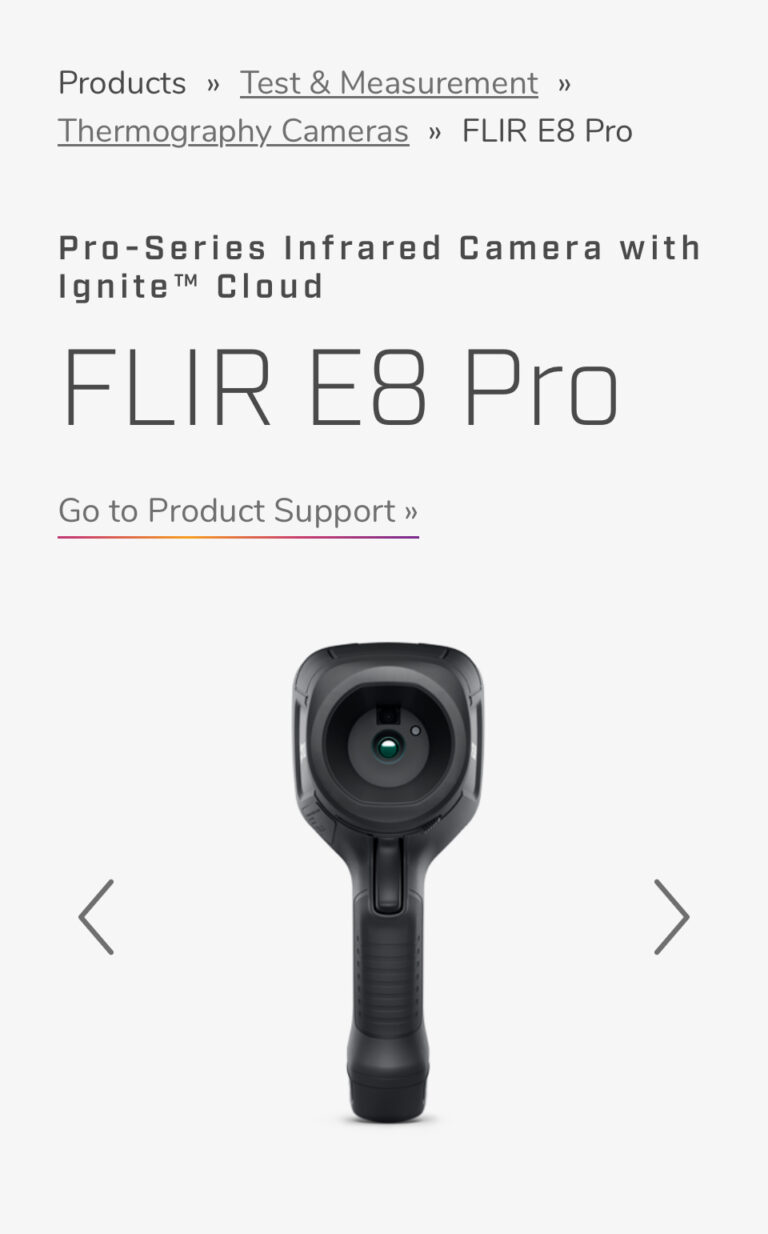 Products » Test & Measurement »
Thermography Cameras » FLIR E8 Pro
Pro-Series Infrared Camera with
Ignite™ Cloud
FLIR E8 Pro
Go to Product Support »